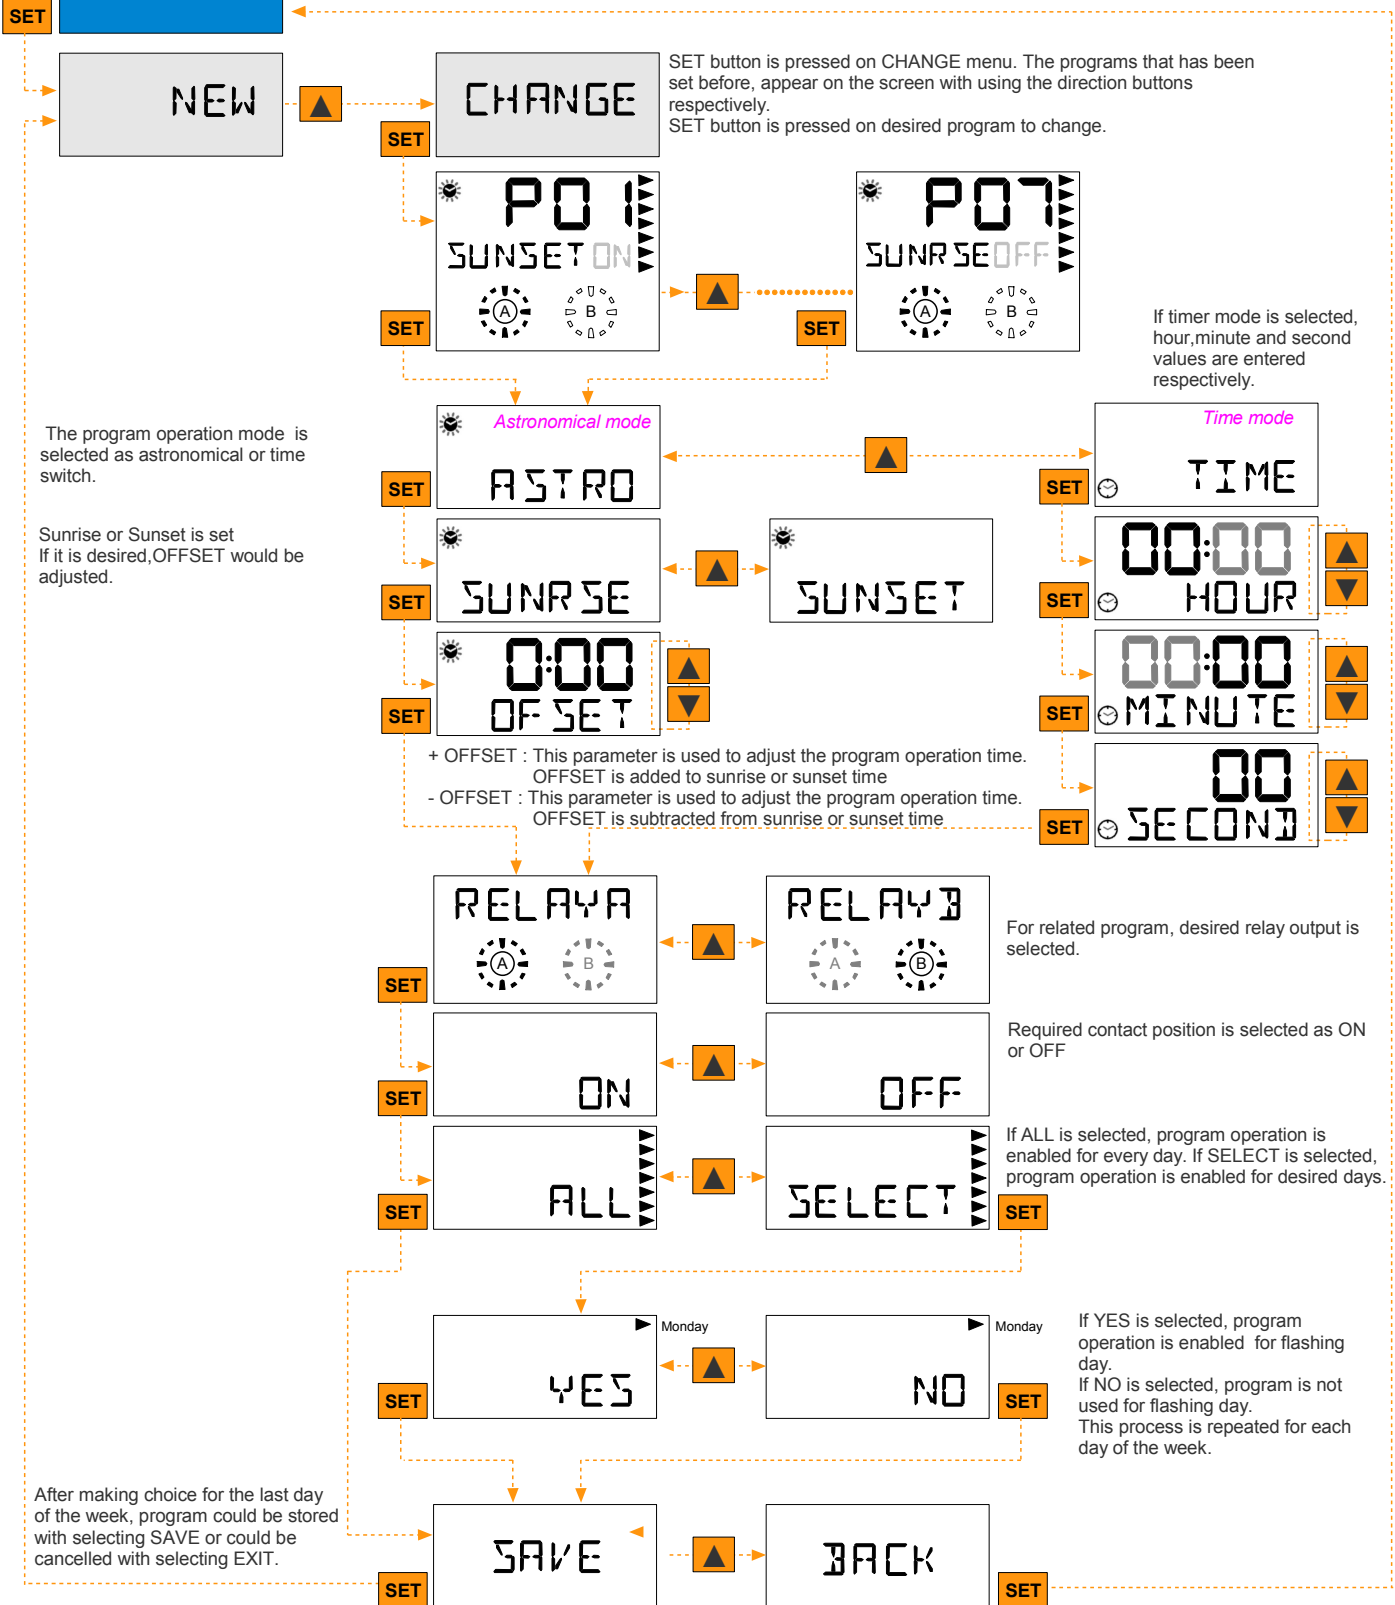 SET
NEW
▲
CHANGE
SET button is pressed on CHANGE menu. The programs that has been
set before, appear on the screen with using the direction buttons
respectively.
SET button is pressed on desired program to change.
SET
P01
SUNSET ON
A
B
SET
▲
P07
SUNRSE OFF
A
B
SET
If timer mode is selected,
hour,minute and second
values are entered
respectively.
The program operation mode is
selected as astronomical or time
switch.
Astronomical mode
ASTRO
SET
▲
Time mode
TIME
SET
Sunrise or Sunset is set
If it is desired,OFFSET would be
adjusted.
SUNRSE
SET
▲
SUNSET
00:00
HOUR
SET
▲
▼
0:00
OFSET
SET
▲
▼
00:00
MINUTE
SET
▲
▼
+ OFFSET : This parameter is used to adjust the program operation time.
OFFSET is added to sunrise or sunset time
- OFFSET : This parameter is used to adjust the program operation time.
OFFSET is subtracted from sunrise or sunset time
00
SECOND
SET
▲
▼
RELAYA
A
B
SET
▲
RELAYB
A
B
For related program, desired relay output is
selected.
ON
SET
▲
OFF
Required contact position is selected as ON
or OFF
ALL
SET
▲
SELECT
SET
If ALL is selected, program operation is
enabled for every day. If SELECT is selected,
program operation is enabled for desired days.
Monday
YES
SET
▲
Monday
NO
SET
If YES is selected, program
operation is enabled for flashing
day.
If NO is selected, program is not
used for flashing day.
This process is repeated for each
day of the week.
After making choice for the last day
of the week, program could be stored
with selecting SAVE or could be
cancelled with selecting EXIT.
SAVE
SET
▲
BACK
SET